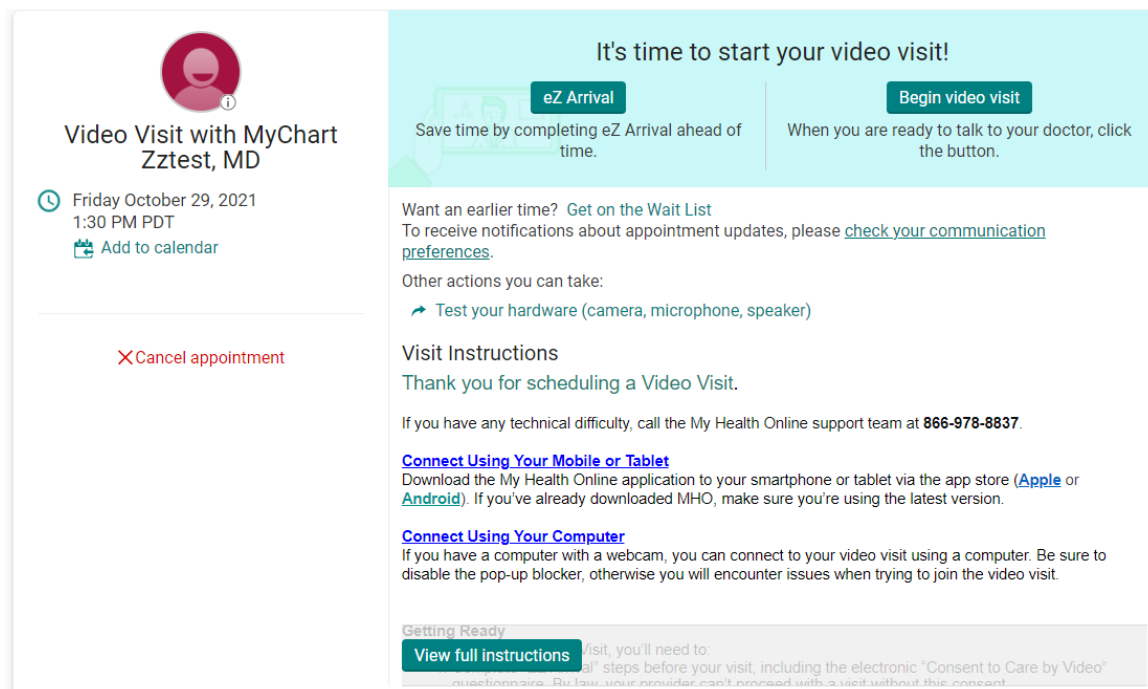 Video Visit with MyChart
Zztest, MD
Friday October 29, 2021
1:30 PM PDT
Add to calendar
Cancel appointment
It's time to start your video visit!
eZ Arrival
Save time by completing eZ Arrival ahead of
time.
Begin video visit
When you are ready to talk to your doctor, click
the button.
Want an earlier time? Get on the Wait List
To receive notifications about appointment updates, please check your communication
preferences.
Other actions you can take:
Test your hardware (camera, microphone, speaker)
Visit Instructions
Thank you for scheduling a Video Visit.
If you have any technical difficulty, call the My Health Online support team at 866-978-8837.
Connect Using Your Mobile or Tablet
Download the My Health Online application to your smartphone or tablet via the app store (Apple or
Android). If you've already downloaded MHO, make sure you're using the latest version.
Connect Using Your Computer
If you have a computer with a webcam, you can connect to your video visit using a computer. Be sure to
disable the pop-up blocker, otherwise you will encounter issues when trying to join the video visit.
Getting Ready
Visit, you'll need to:
View full instructions
steps before your visit, including the electronic “Consent to Care by Video”
questionnaire. By law, your provider can't proceed with a visit without this consent.